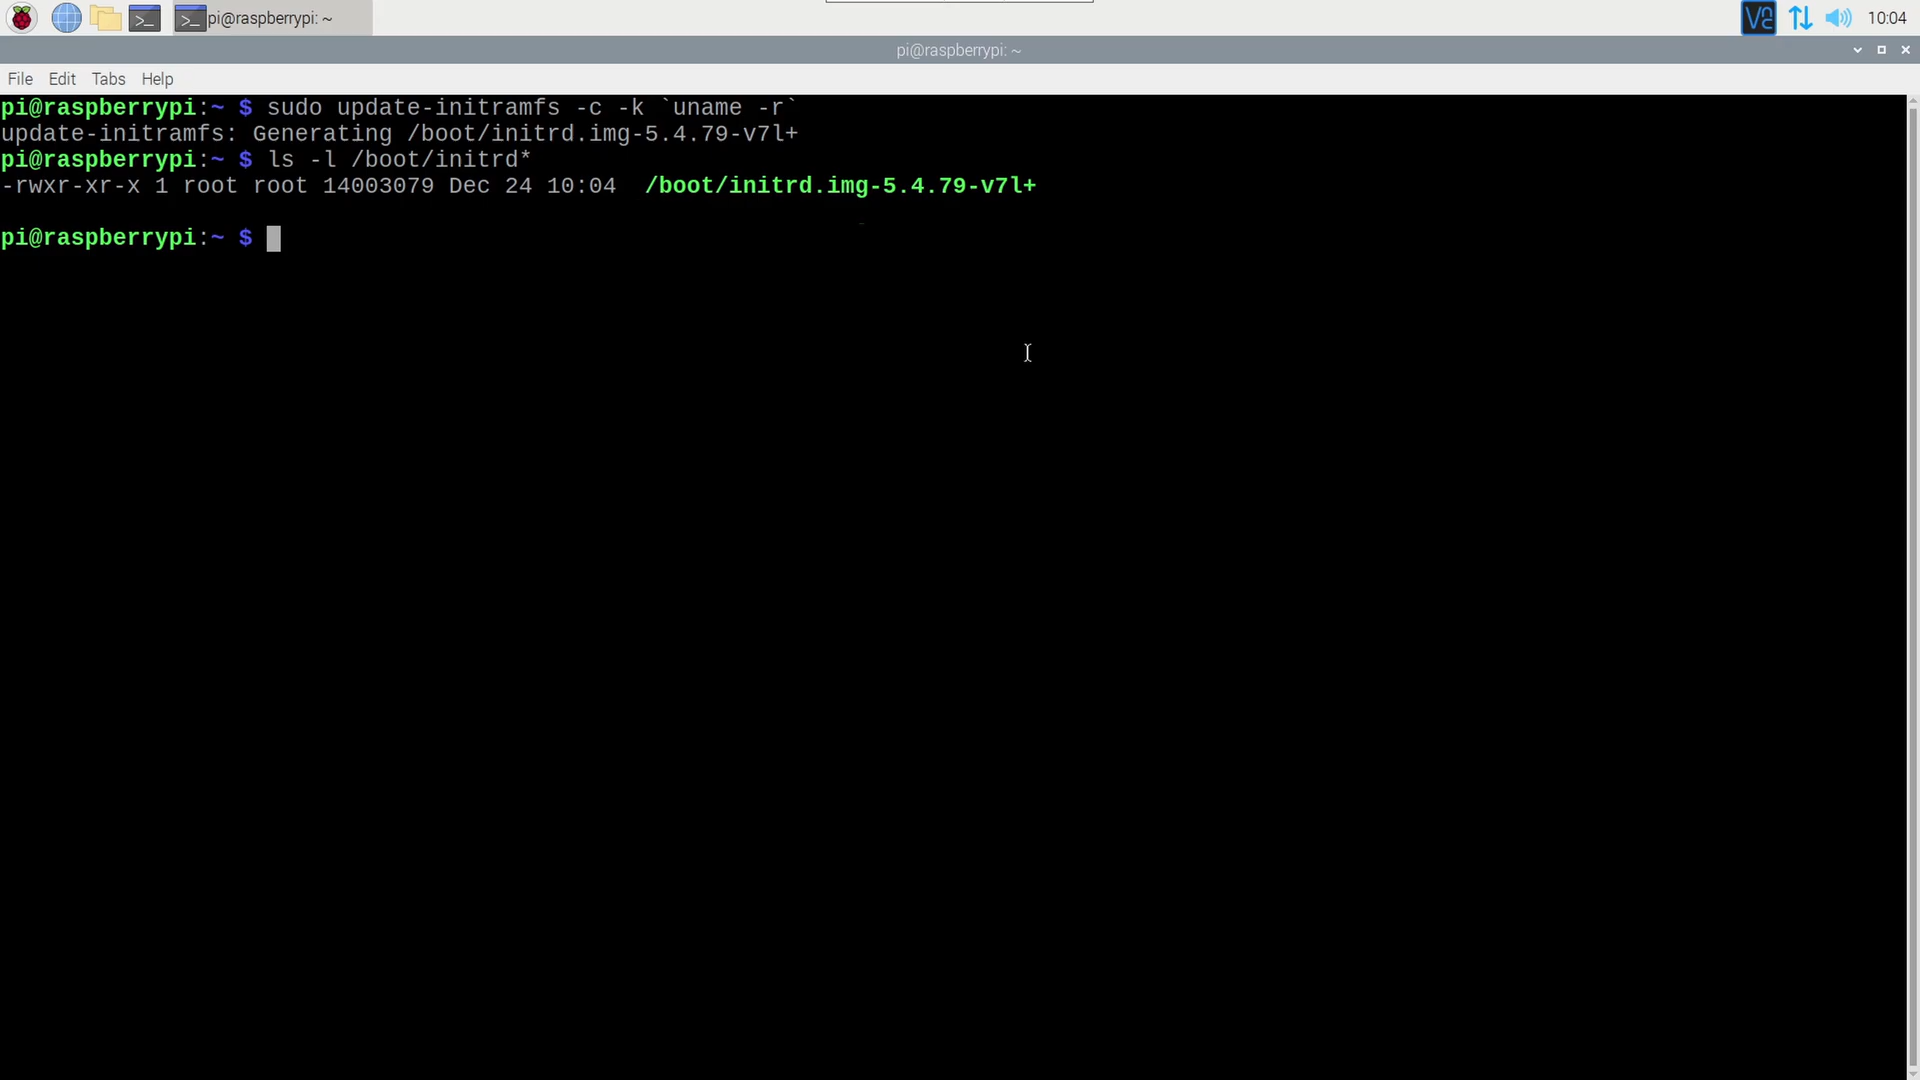 pi@raspberrypi: ~
10:04
pi@raspberrypi: ~
File Edit Tabs Help
pi@raspberrypi:~ $ sudo update-initramfs -c -k `uname -r`
update-initramfs: Generating /boot/initrd.img-5.4.79-v7l+
pi@raspberrypi:~ $ ls -l /boot/initrd*
-rwxr-xr-x 1 root root 14003079 Dec 24 10:04  /boot/initrd.img-5.4.79-v7l+
pi@raspberrypi:~ $